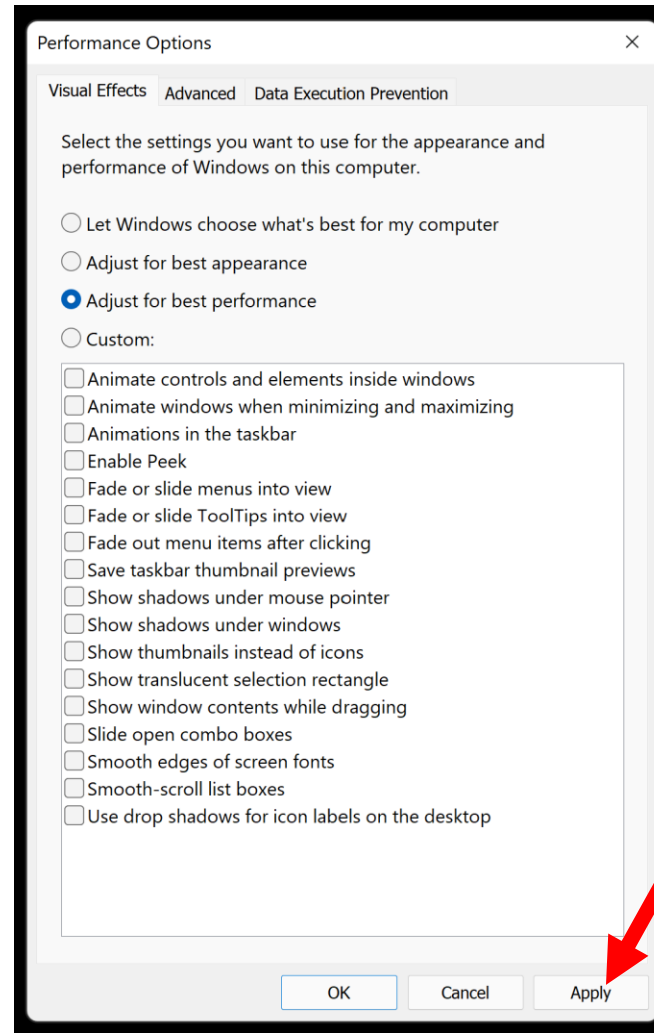 Performance Options
Visual Effects Advanced Data Execution Prevention
Select the settings you want to use for the appearance and
performance of Windows on this computer.
Let Windows choose what's best for my computer
Adjust for best appearance
Adjust for best performance
Custom:
Animate controls and elements inside windows
Animate windows when minimizing and maximizing
Animations in the taskbar
Enable Peek
Fade or slide menus into view
Fade or slide ToolTips into view
Fade out menu items after clicking
Save taskbar thumbnail previews
Show shadows under mouse pointer
Show shadows under windows
Show thumbnails instead of icons
Show translucent selection rectangle
Show window contents while dragging
Slide open combo boxes
Smooth edges of screen fonts
Smooth-scroll list boxes
Use drop shadows for icon labels on the desktop
OK Cancel Apply